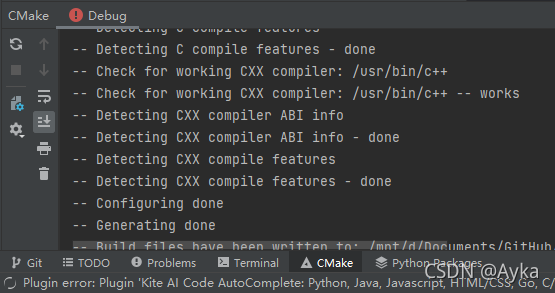 CMake Debug
-- Detecting C compile features
-- Detecting C compile features - done
-- Check for working CXX compiler: /usr/bin/c++
-- Check for working CXX compiler: /usr/bin/c++ -- works
-- Detecting CXX compiler ABI info
-- Detecting CXX compiler ABI info - done
-- Detecting CXX compile features
-- Detecting CXX compile features - done
-- Configuring done
-- Generating done
-- Build files have been written to: /mnt/d/Documents/GitHub
Git TODO Problems Terminal CMake Python Packages
CSDN @Ayka
Plugin error: Plugin 'Kite AI Code AutoComplete: Python, Java, Javascript, HTML/CSS, Go, C/